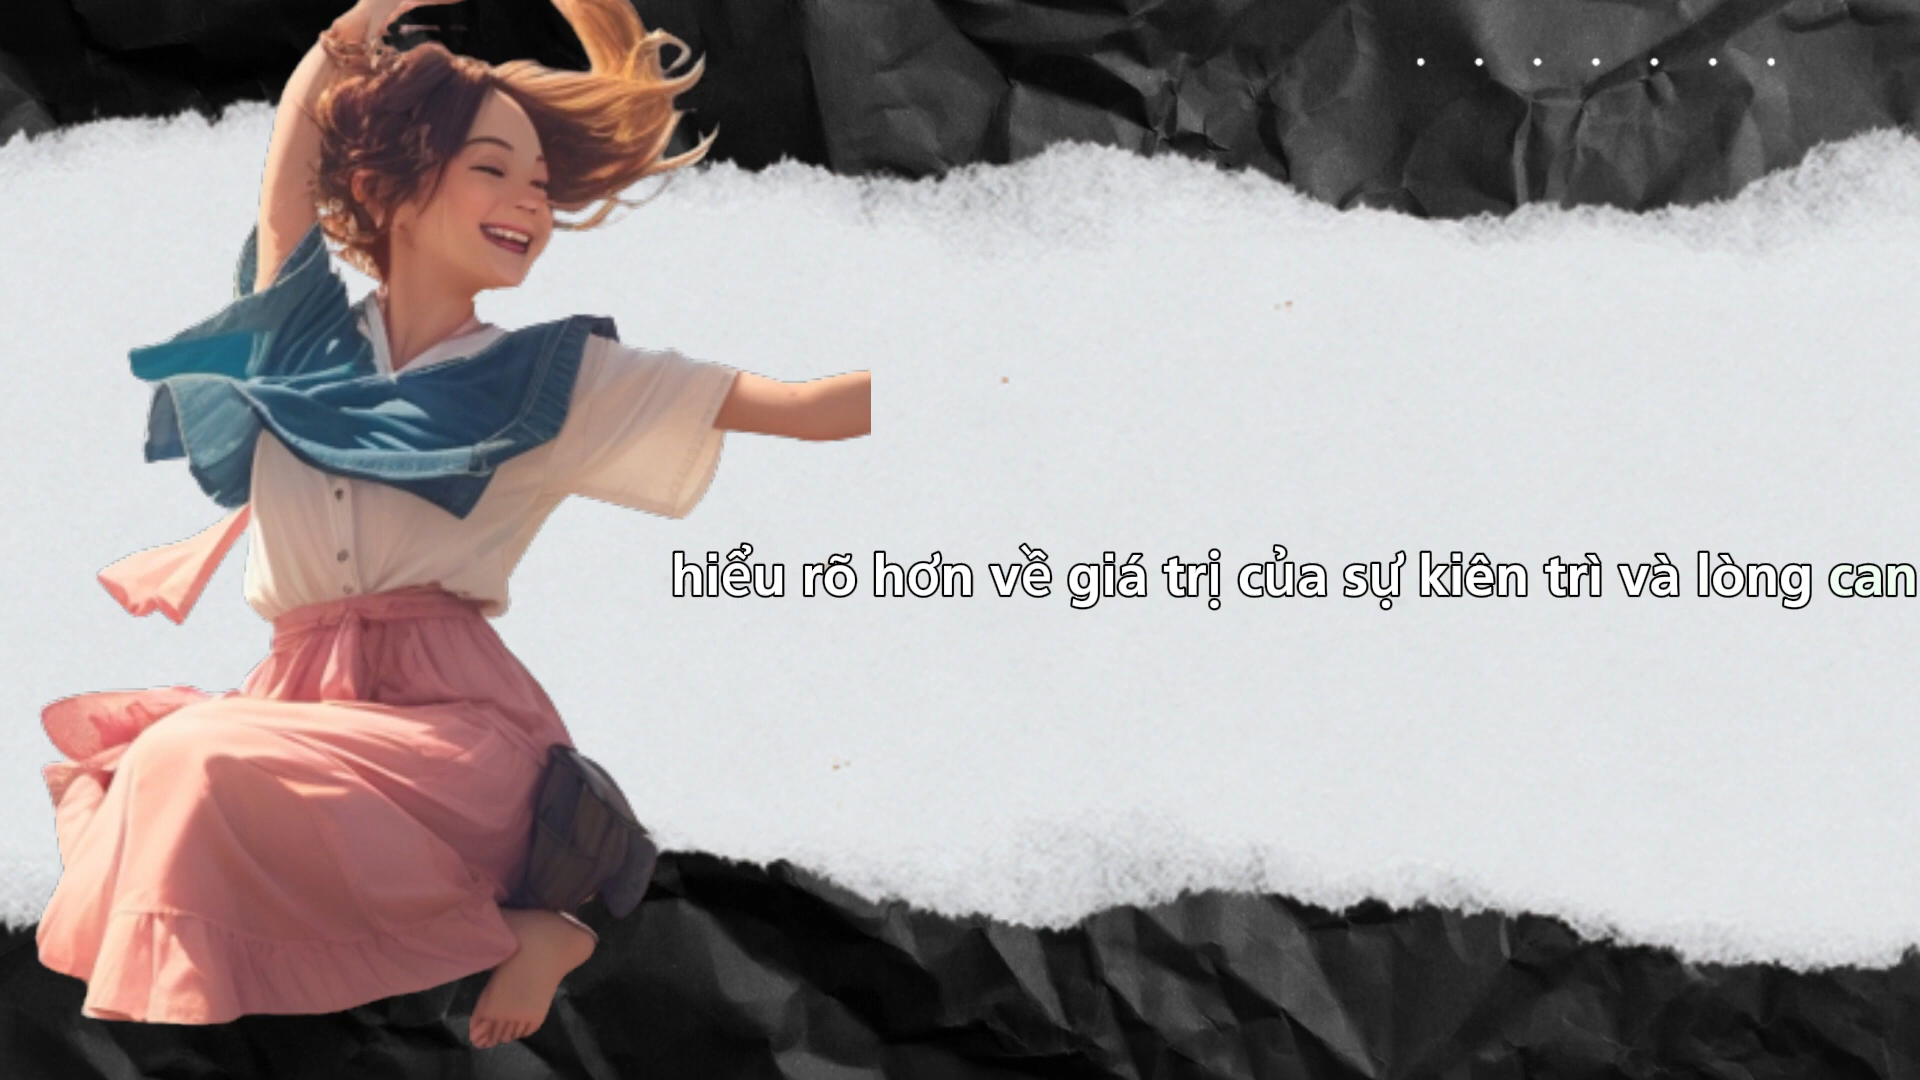 hiểu rõ hơn về giá trị của sự kiên trì và lòng can